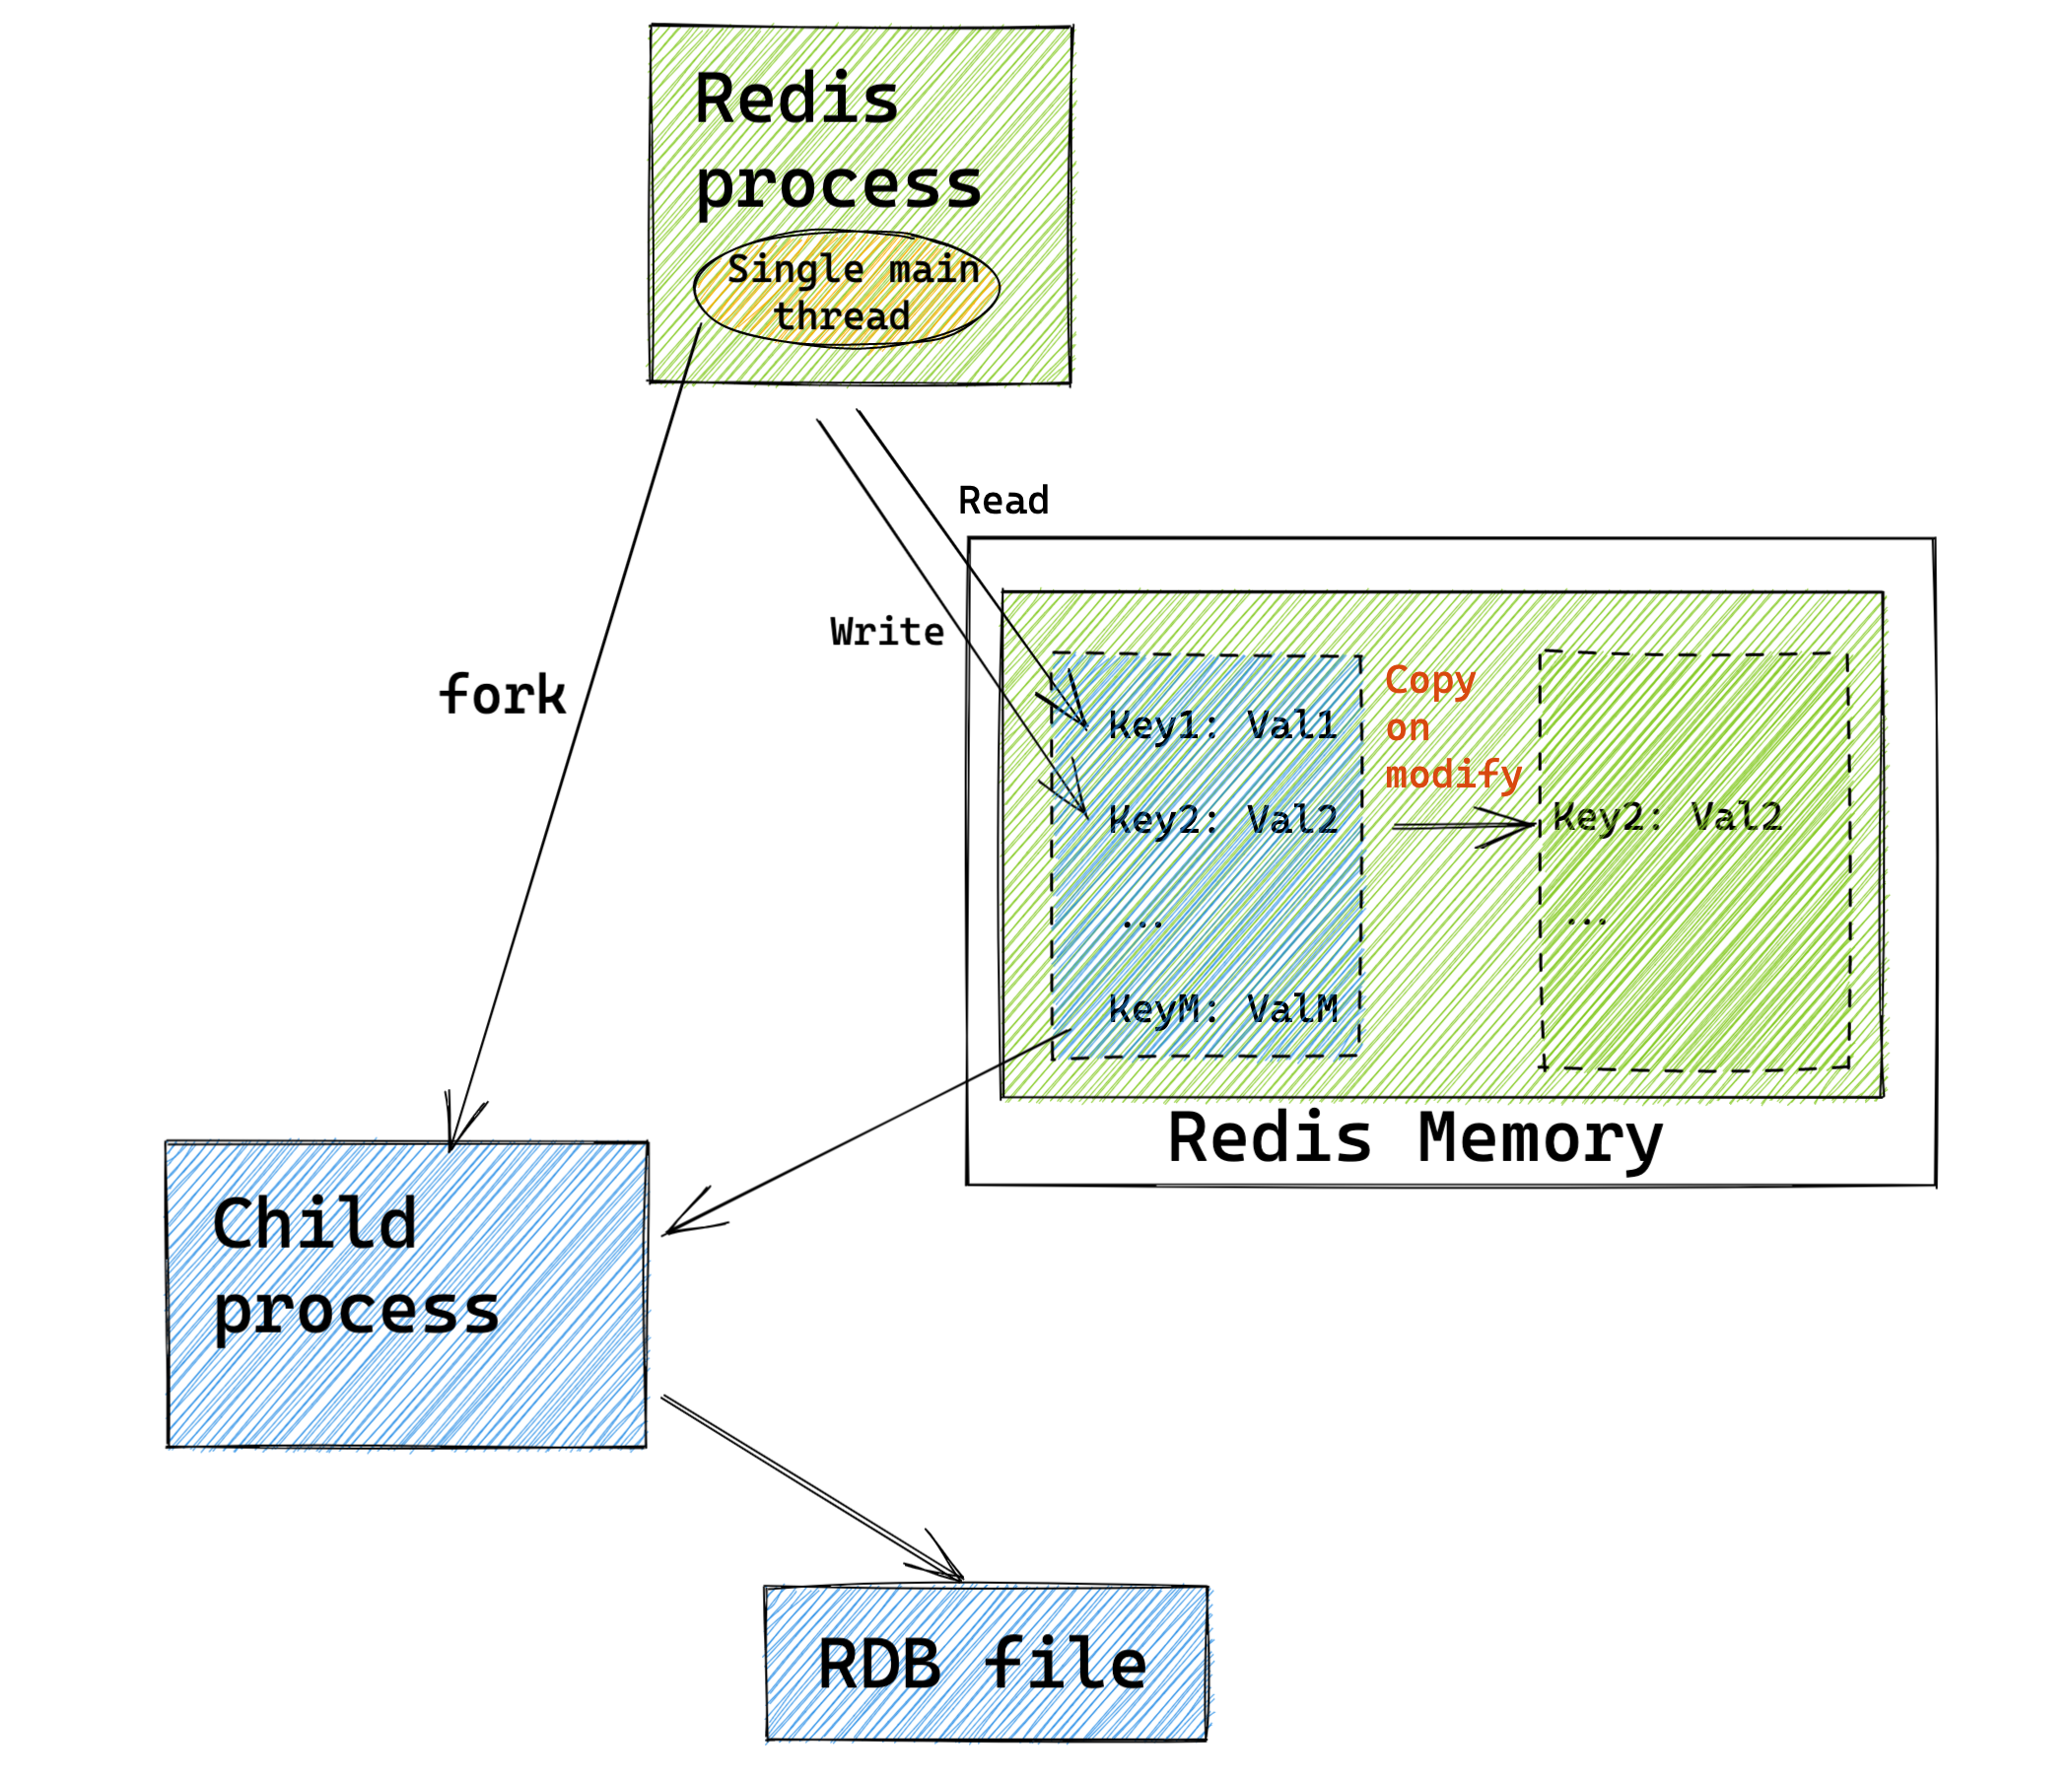 Redis
process
Single main
thread
Read
Write
fork
Copy
on
modify
Key1: Val1
Key2: Val2
...
KeyM: ValM
Key2: Val2
...
Redis Memory
Child
process
RDB file